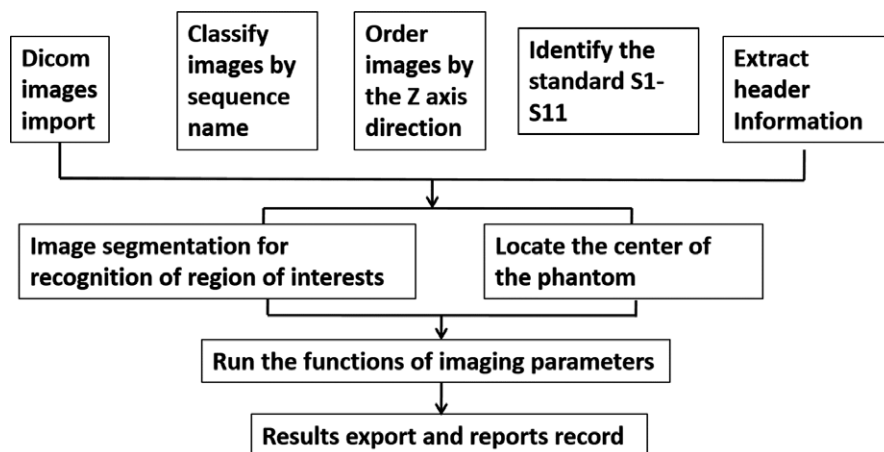 Dicom
images
import
Classify
images by
sequence
name
Order
images by
the Z axis
direction
Identify the
standard S1-
S11
Extract
header
Information
Image segmentation for
recognition of region of interests
Locate the center of
the phantom
Run the functions of imaging parameters
Results export and reports record